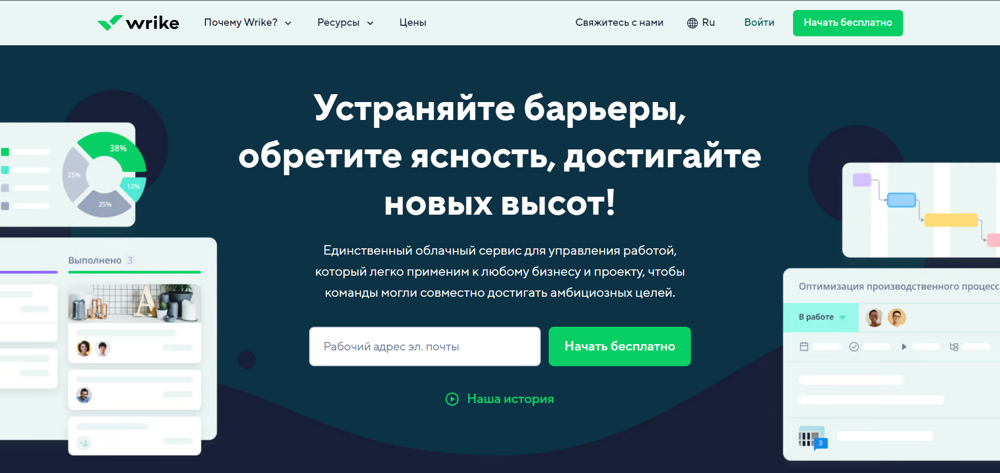 wrike
Почему Wrike?
Ресурсы
Цены
Свяжитесь с нами
Ru
Войти
Начать бесплатно
Устраняйте барьеры,
обретите ясность, достигайте
новых высот!
Единственный облачный сервис для управления работой,
который легко применим к любому бизнесу и проекту, чтобы
команды могли совместно достигать амбициозных целей.
Рабочий адрес эл. почты
Начать бесплатно
Наша история
38%
25%
12%
25%
Выполнено 3
A
Оптимизация производственного процесс
В работе
3